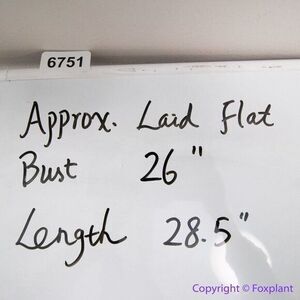 6751
Approx. Laid Flat
Bust 26"
Length 28.5"
Copyright © Foxplant